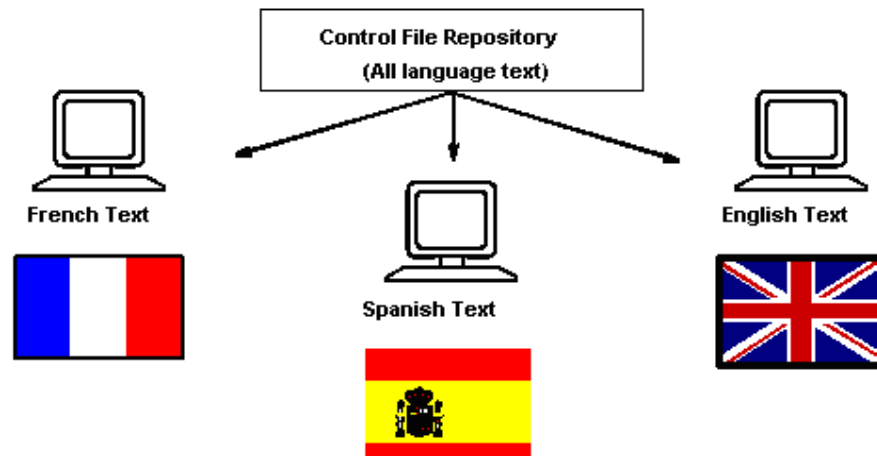 Control File Repository
(All language text)
French Text
English Text
Spanish Text